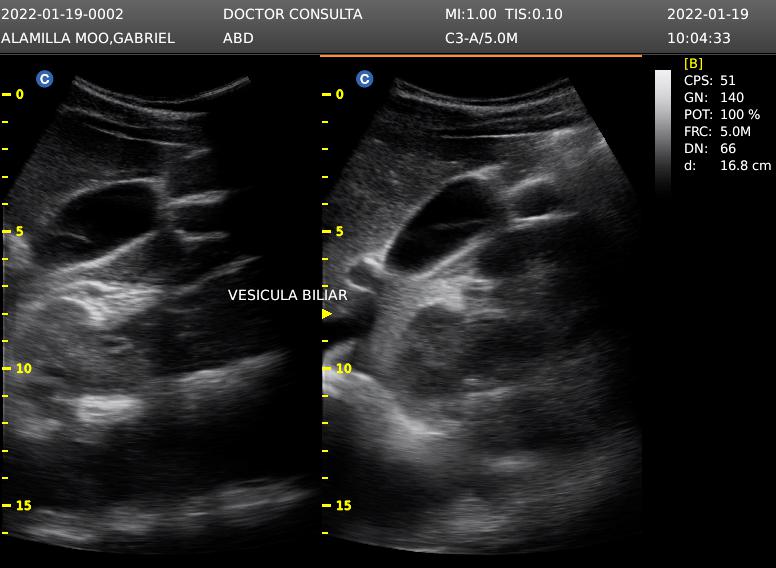 2022-01-19-0002 DOCTOR CONSULTA MI:1.00 TIS:0.10 2022-01-19
ALAMILLA MOO,GABRIEL ABD C3-A/5.0M 10:04:33
C C
[B]
CPS: 51
GN: 140
POT: 100 %
FRC: 5.0M
DN: 66
d: 16.8 cm
0 0
5 5
VESICULA BILIAR
10 10
15 15